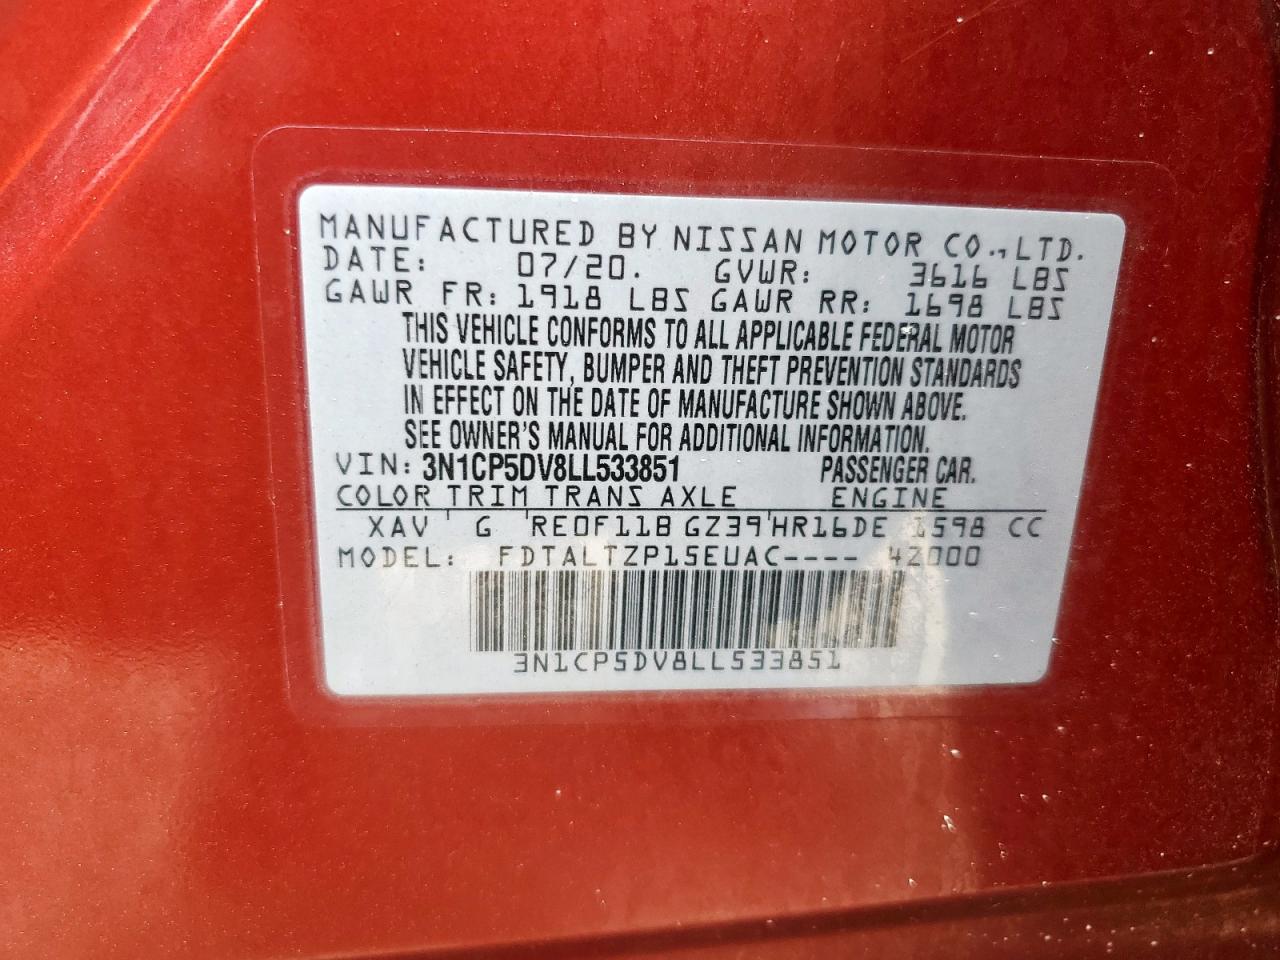 MANUFACTURED BY NISSAN MOTOR CO.,LTD.
DATE: 07/20. GVWR: 3616 LBS
GAWR FR: 1918 LBS GAWR RR: 1698 LBS
THIS VEHICLE CONFORMS TO ALL APPLICABLE FEDERAL MOTOR
VEHICLE SAFETY, BUMPER AND THEFT PREVENTION STANDARDS
IN EFFECT ON THE DATE OF MANUFACTURE SHOWN ABOVE.
SEE OWNER'S MANUAL FOR ADDITIONAL INFORMATION.
VIN: 3N1CP5DV8LL533851 PASSENGER CAR.
COLOR TRIM TRANS AXLE ENGINE
XAV G RE0F11B GZ39 HR16DE 1598 CC
MODEL: FDTALTZP15EUAC---- 42000
3N1CP5DV8LL533851